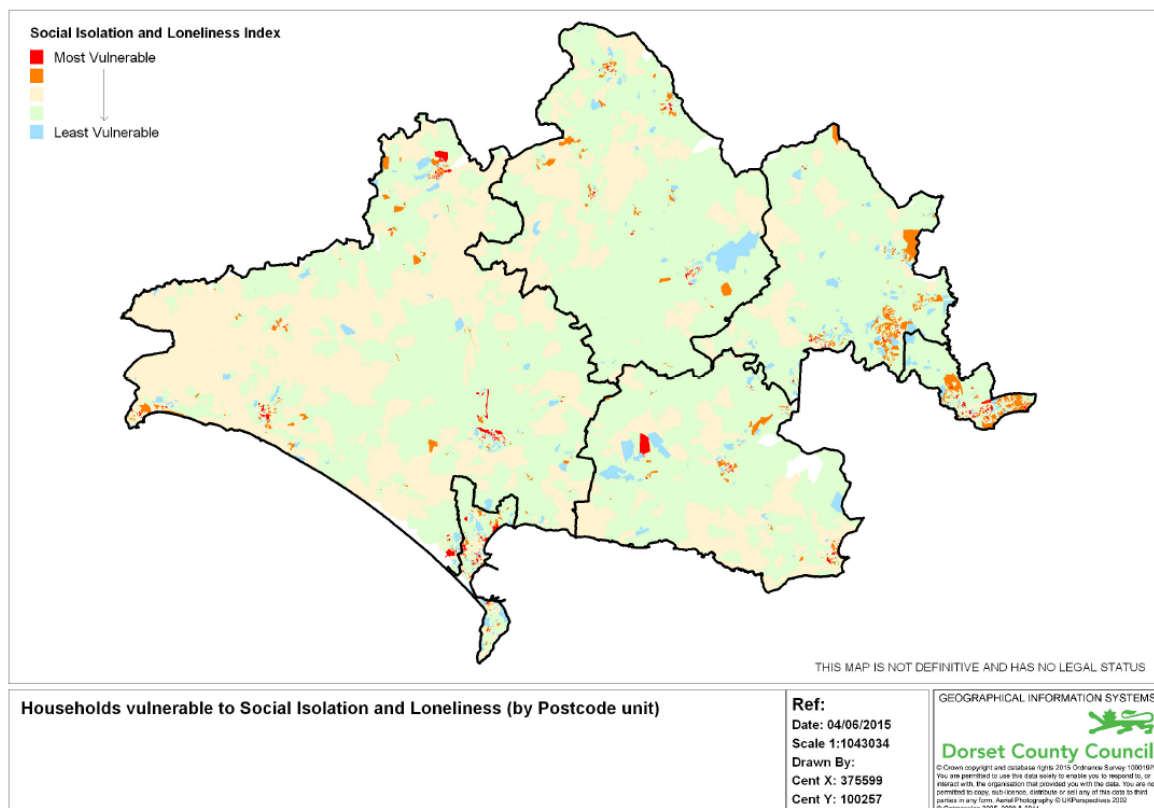 Social Isolation and Loneliness Index
Most Vulnerable
Least Vulnerable
THIS MAP IS NOT DEFINITIVE AND HAS NO LEGAL STATUS
Households vulnerable to Social Isolation and Loneliness (by Postcode unit)
Ref:
Date: 04/06/2015
Scale 1:1043034
Drawn By:
Cent X: 375599
Cent Y: 100257
GEOGRAPHICAL INFORMATION SYSTEMS
Dorset County Council
© Crown copyright and database rights 2015 Ordnance Survey
You are permitted to use this data solely to enable you to respond to, or
interact with, the organisation that provided you with the data. You are not
permitted to copy, sub-licence, distribute or sell any of this data to third
parties in any form. Aerial Photography © UKPerspectives 2002